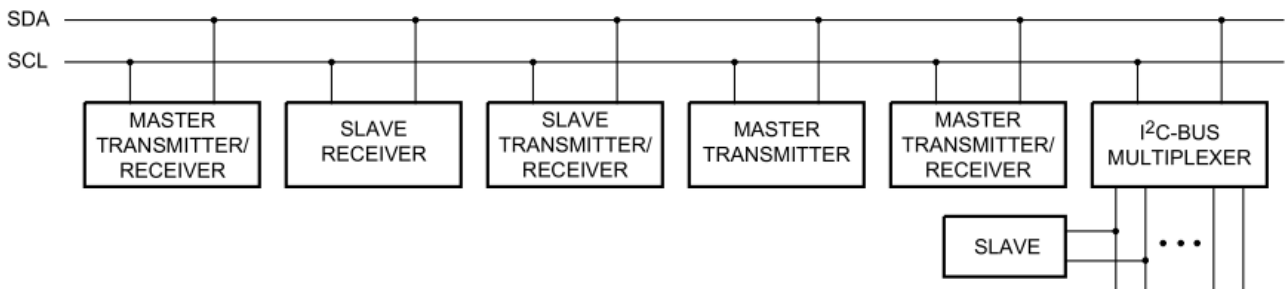 SDA
SCL
MASTER
TRANSMITTER/
RECEIVER
SLAVE
RECEIVER
SLAVE
TRANSMITTER/
RECEIVER
MASTER
TRANSMITTER
MASTER
TRANSMITTER/
RECEIVER
I²C-BUS
MULTIPLEXER
SLAVE